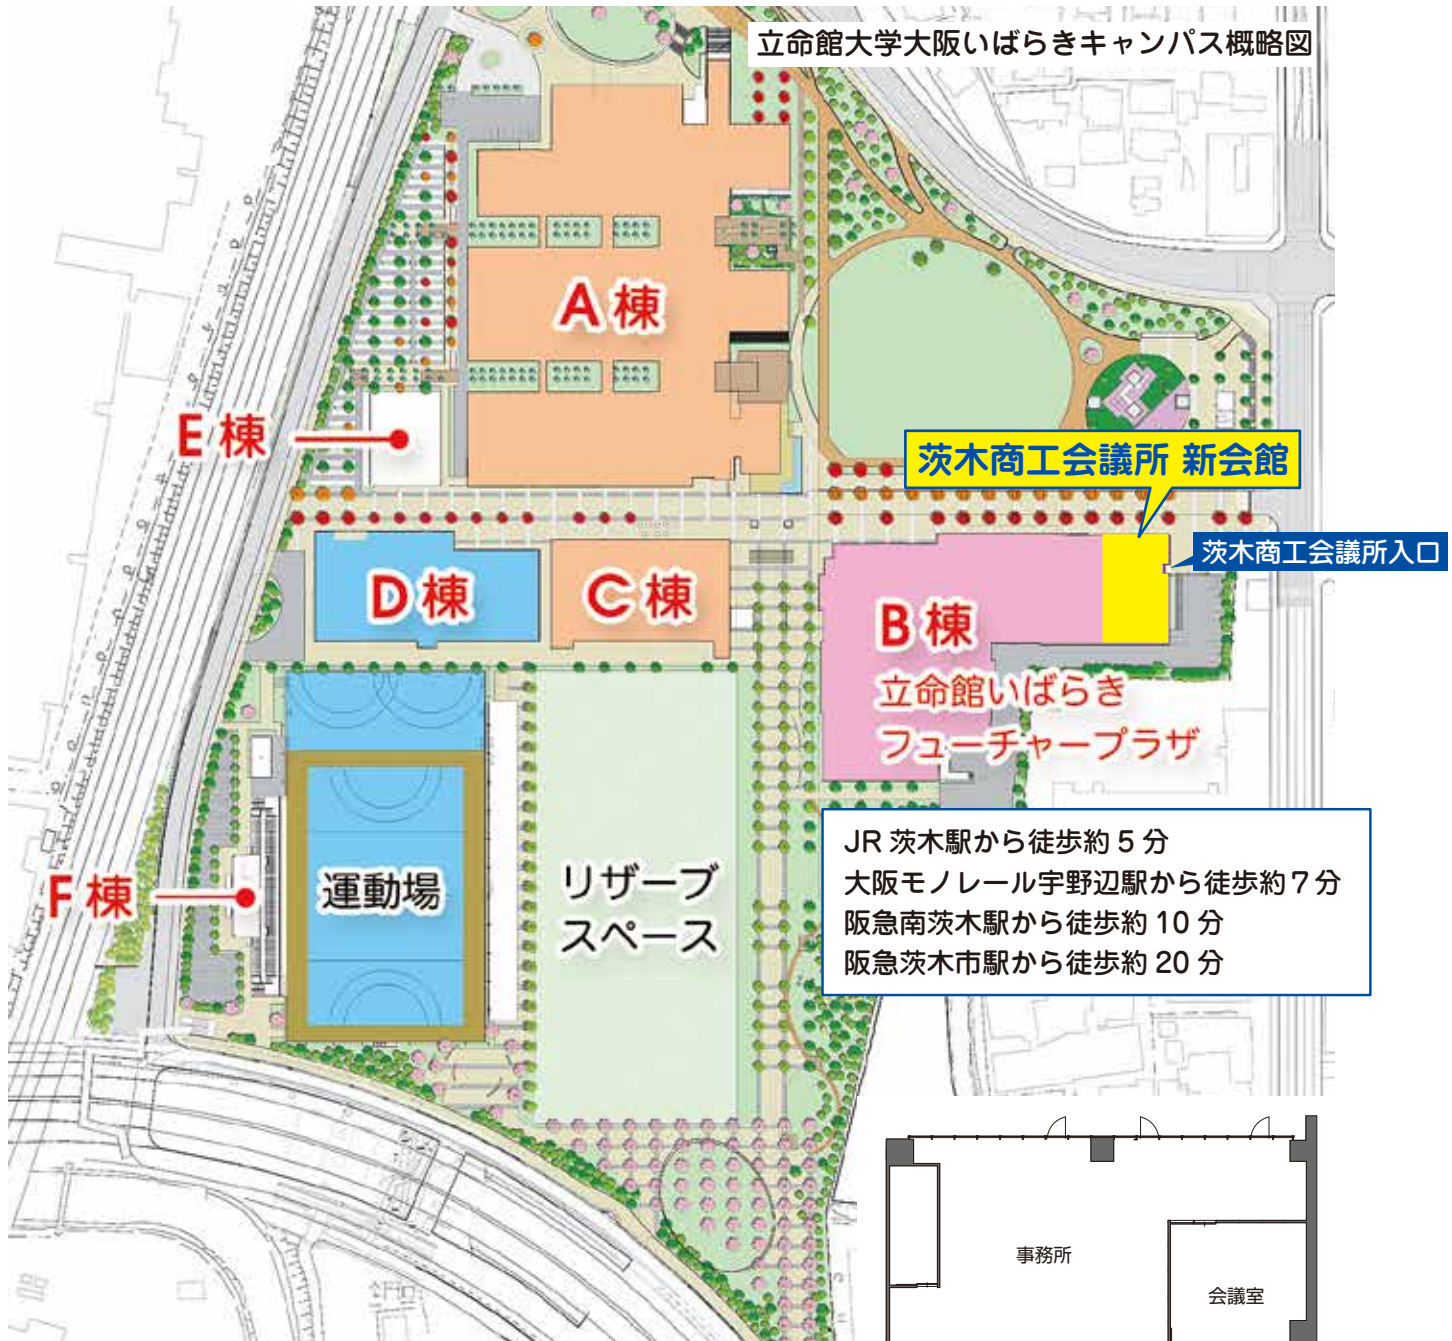 立命館大学大阪いばらきキャンパス概略図
A棟
E棟
茨木商工会議所 新会館
茨木商工会議所入口
D棟
C棟
B棟
立命館いばらき
フューチャープラザ
JR 茨木駅から徒歩約 5 分
大阪モノレール宇野辺駅から徒歩約 7 分
阪急南茨木駅から徒歩約 10 分
阪急茨木市駅から徒歩約 20 分
F棟
運動場
リザーブ
スペース
事務所
会議室